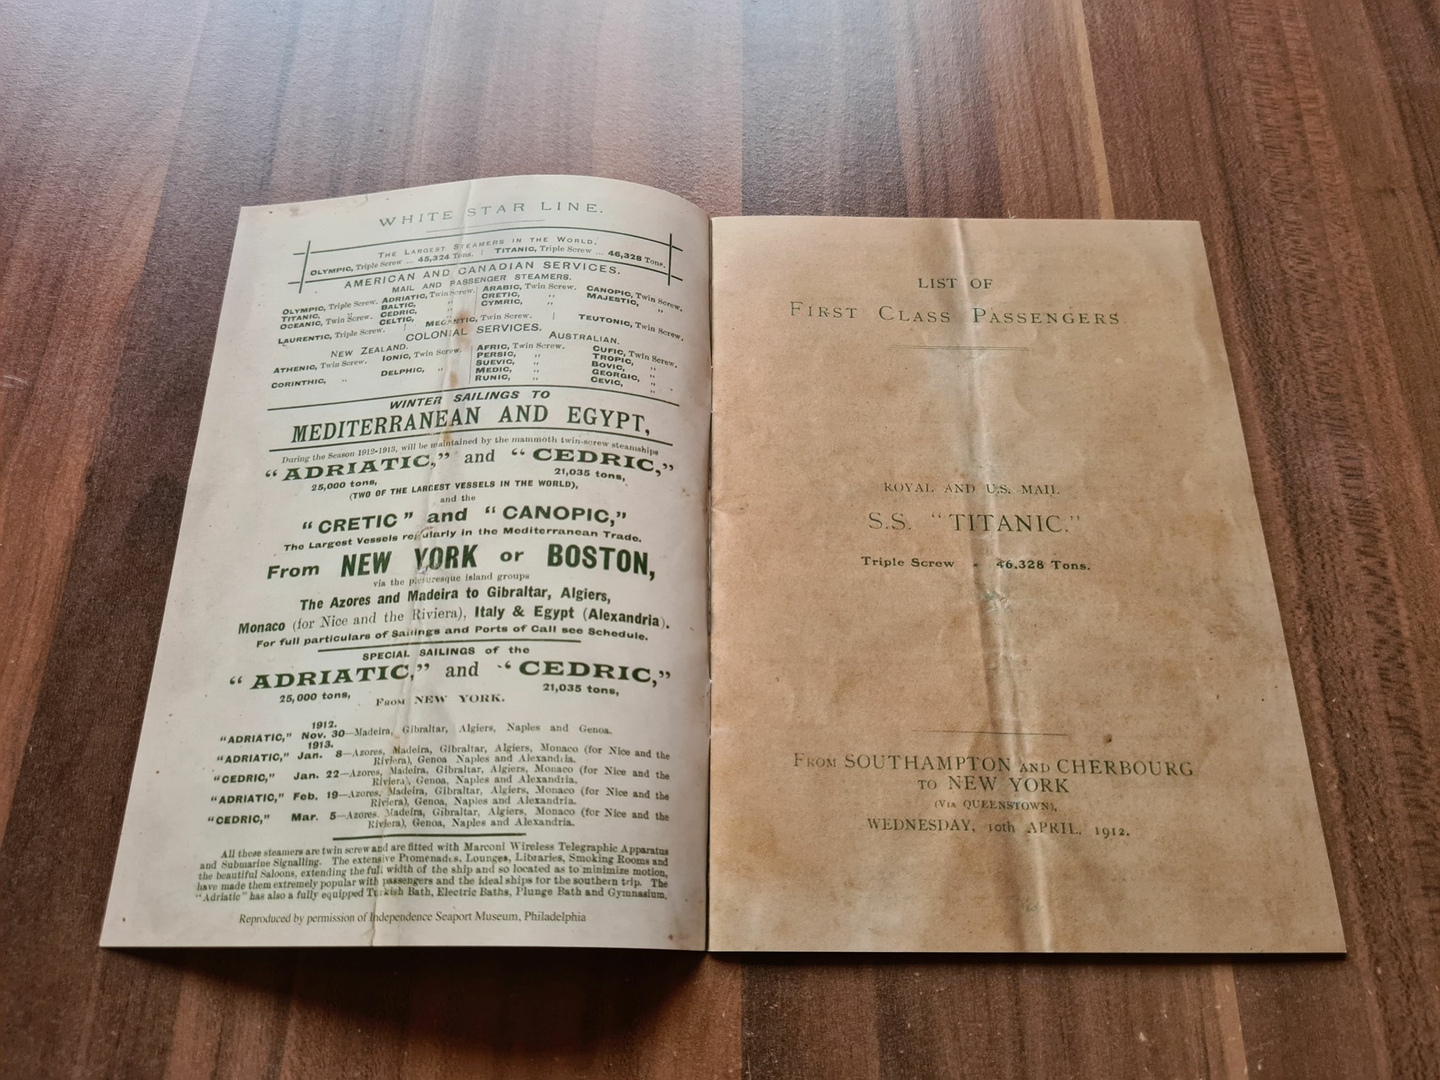 WHITE STAR LINE.
THE LARGEST STEAMERS IN THE WORLD.
OLYMPIC, Triple Screw ... 45,324 Tons. | TITANIC, Triple Screw ... 46,328 Tons.
AMERICAN AND CANADIAN SERVICES.
MAIL AND PASSENGER STEAMERS.
OLYMPIC, Triple Screw. ADRIATIC, Twin Screw. ARABIC, Twin Screw. CANOPIC, Twin Screw.
TITANIC, „ BALTIC, „ CRETIC, „ MAJESTIC, „
OCEANIC, Twin Screw. CEDRIC, „ CYMRIC, „ TEUTONIC, Twin Screw.
CELTIC, „
LAURENTIC, Triple Screw. | MEGANTIC, Twin Screw. |
COLONIAL SERVICES.
NEW ZEALAND. AUSTRALIAN.
ATHENIC, Twin Screw. IONIC, Twin Screw. AFRIC, Twin Screw. CUFIC, Twin Screw.
PERSIC, „ TROPIC, „
CORINTHIC, „ DELPHIC, „ SUEVIC, „ BOVIC, „
MEDIC, „ GEORGIC, „
RUNIC, „ CEVIC, „
WINTER SAILINGS TO
MEDITERRANEAN AND EGYPT,
During the Season 1912-1913, will be maintained by the mammoth twin-screw steamships
“ADRIATIC,” and “CEDRIC,”
25,000 tons, 21,035 tons,
(TWO OF THE LARGEST VESSELS IN THE WORLD),
and the
“CRETIC” and “CANOPIC,”
The Largest Vessels regularly in the Mediterranean Trade.
From NEW YORK or BOSTON,
via the picturesque island groups
The Azores and Madeira to Gibraltar, Algiers,
Monaco (for Nice and the Riviera), Italy & Egypt (Alexandria).
For full particulars of Sailings and Ports of Call see Schedule.
SPECIAL SAILINGS of the
“ADRIATIC,” and “CEDRIC,”
25,000 tons, 21,035 tons,
FROM NEW YORK.
1912.
“ADRIATIC,” Nov. 30—Madeira, Gibraltar, Algiers, Naples and Genoa.
1913.
“ADRIATIC,” Jan. 8—Azores, Madeira, Gibraltar, Algiers, Monaco (for Nice and the
Riviera), Genoa Naples and Alexandria.
“CEDRIC,” Jan. 22—Azores, Madeira, Gibraltar, Algiers, Monaco (for Nice and the
Riviera), Genoa, Naples and Alexandria.
“ADRIATIC,” Feb. 19—Azores, Madeira, Gibraltar, Algiers, Monaco (for Nice and the
Riviera), Genoa, Naples and Alexandria.
“CEDRIC,” Mar. 5—Azores, Madeira, Gibraltar, Algiers, Monaco (for Nice and the
Riviera), Genoa, Naples and Alexandria.
All these steamers are twin screw and are fitted with Marconi Wireless Telegraphic Apparatus
and Submarine Signalling. The extensive Promenades, Lounges, Libraries, Smoking Rooms and
the beautiful Saloons, extending the full width of the ship and so located as to minimize motion,
have made them extremely popular with passengers and the ideal ships for the southern trip. The
“Adriatic” has also a fully equipped Turkish Bath, Electric Baths, Plunge Bath and Gymnasium.
Reproduced by permission of Independence Seaport Museum, Philadelphia
LIST OF
FIRST CLASS PASSENGERS
ROYAL AND U.S. MAIL.
S.S. “TITANIC.”
Triple Screw - 46,328 Tons.
FROM SOUTHAMPTON AND CHERBOURG
TO NEW YORK
(VIA QUEENSTOWN),
WEDNESDAY, 10th APRIL, 1912.